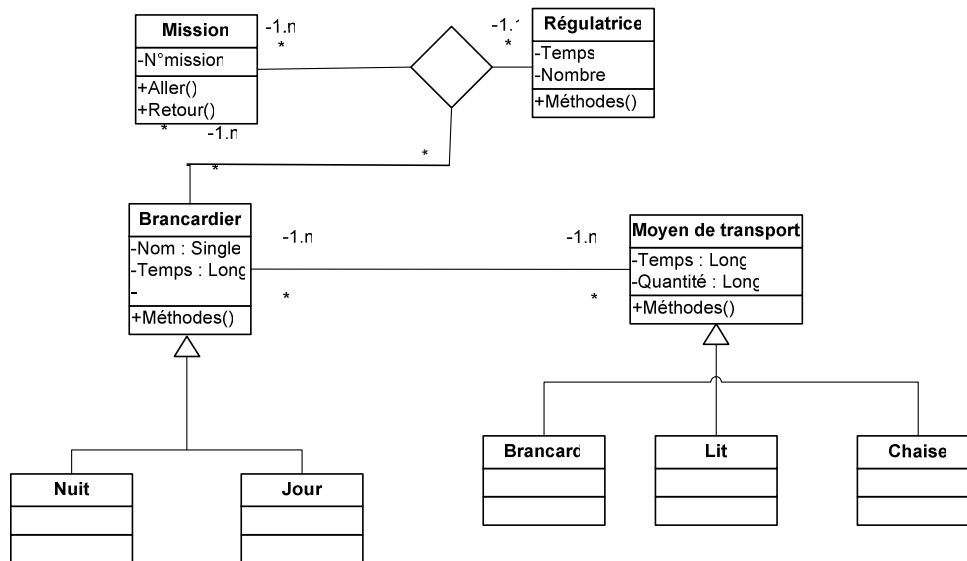 Mission
-N°mission
+Aller()
+Retour()
-1.n
*
-1.1
*
Régulatrice
-Temps
-Nombre
+Méthodes()
*
-1.n
*
*
Brancardier
-Nom : Single
-Temps : Long
-
+Méthodes()
-1.n
*
-1.n
*
Moyen de transport
-Temps : Long
-Quantité : Long
+Méthodes()
Nuit
Jour
Brancard
Lit
Chaise